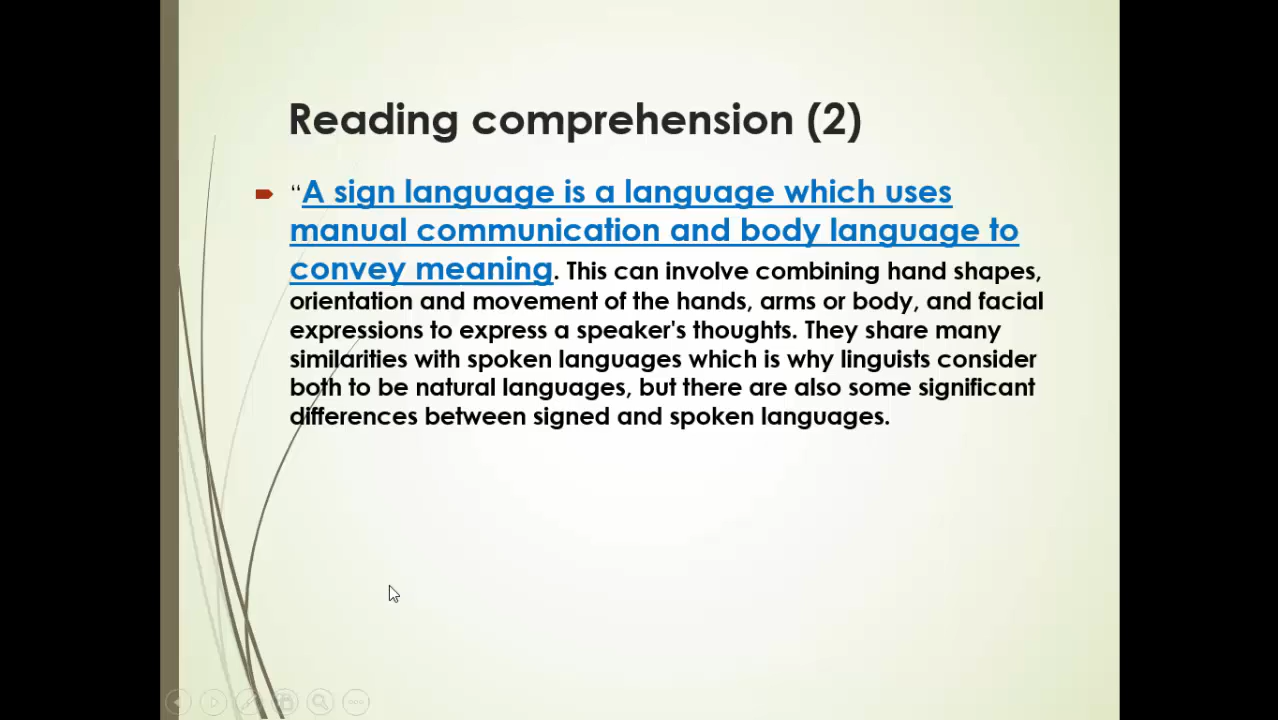 Reading comprehension (2)
“A sign language is a language which uses
manual communication and body language to
convey meaning. This can involve combining hand shapes,
orientation and movement of the hands, arms or body, and facial
expressions to express a speaker's thoughts. They share many
similarities with spoken languages which is why linguists consider
both to be natural languages, but there are also some significant
differences between signed and spoken languages.